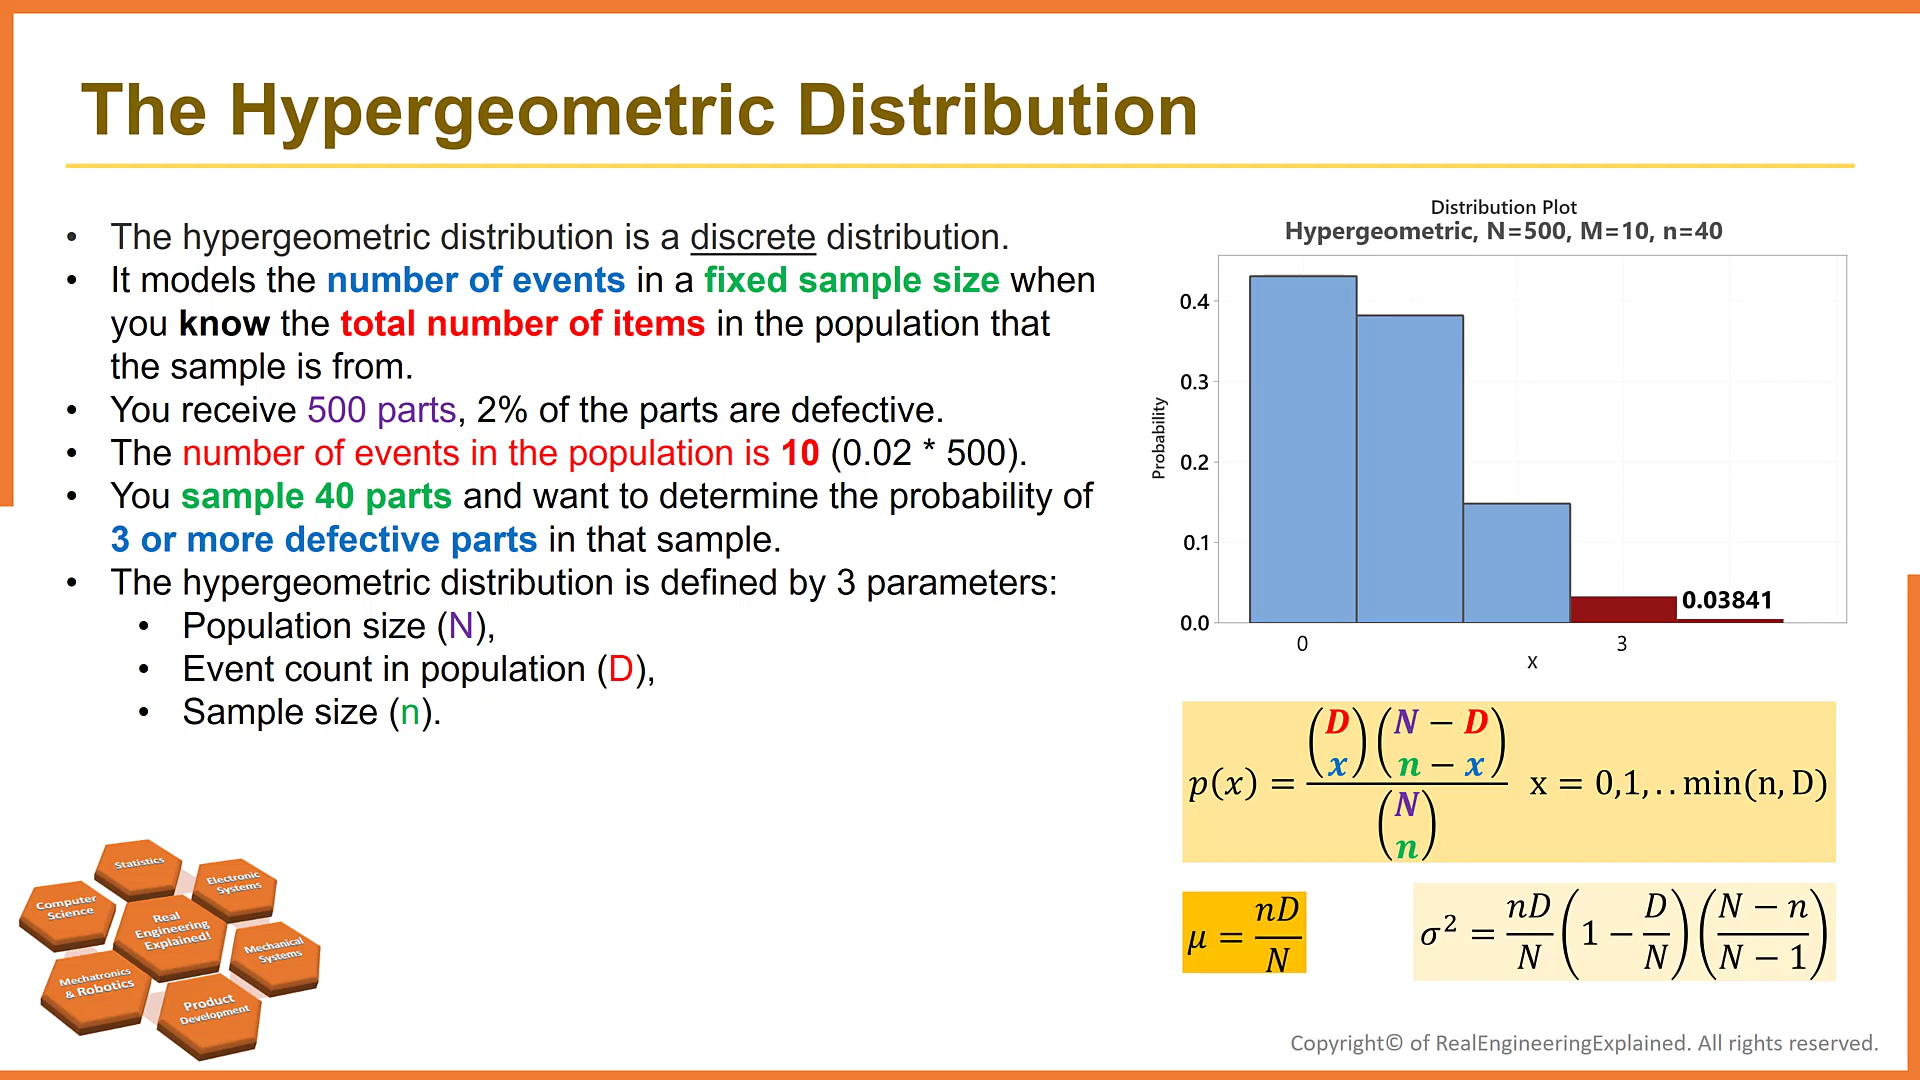 The Hypergeometric Distribution
• The hypergeometric distribution is a discrete distribution.
• It models the number of events in a fixed sample size when
you know the total number of items in the population that
the sample is from.
• You receive 500 parts, 2% of the parts are defective.
• The number of events in the population is 10 (0.02 * 500).
• You sample 40 parts and want to determine the probability of
3 or more defective parts in that sample.
• The hypergeometric distribution is defined by 3 parameters:
• Population size (N),
• Event count in population (D),
• Sample size (n).
Distribution Plot
Hypergeometric, N=500, M=10, n=40
Probability
0.4
0.3
0.2
0.1
0.0
0.03841
0 3
X
p(x) = (D x)(N − D n − x) / (N n) x = 0,1,.. min(n, D)
μ = nD/N
σ² = nD/N (1 − D/N) ((N − n)/(N − 1))
Statistics
Electronic
Systems
Computer
Science
Real
Engineering
Explained!
Mechanical
Systems
Mechatronics
& Robotics
Product
Development
Copyright© of RealEngineeringExplained. All rights reserved.